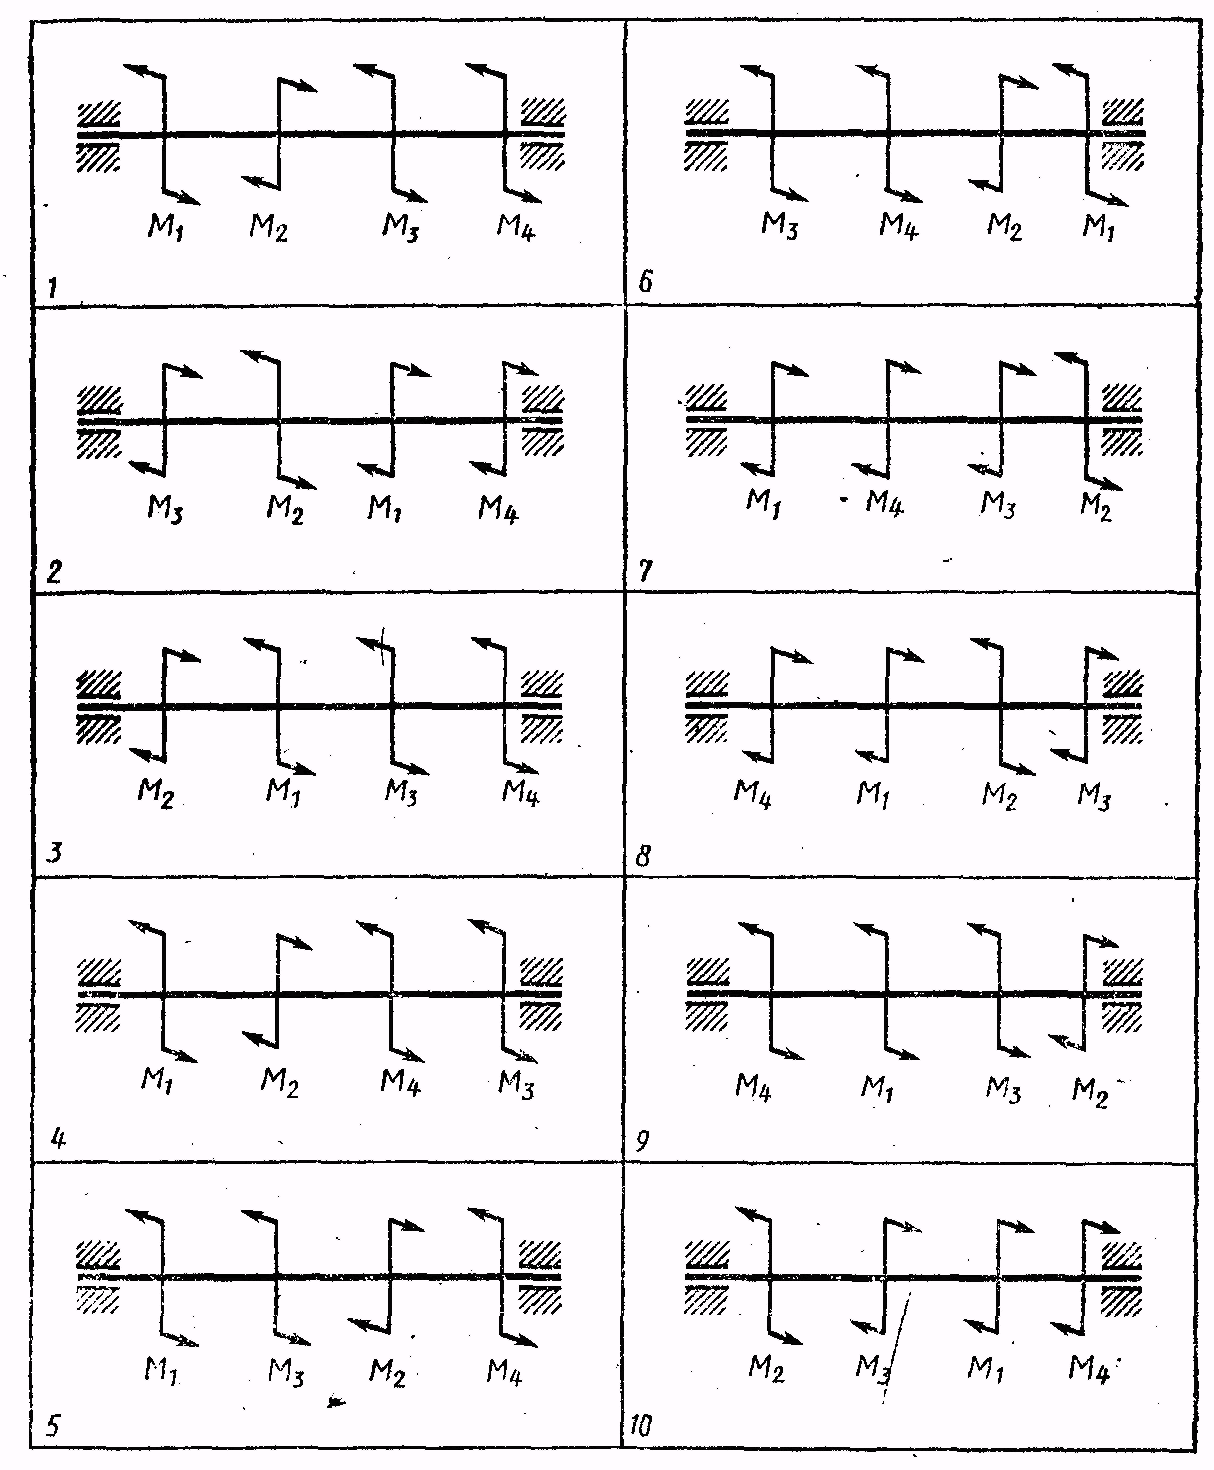 M1 M2 M3 M4
1
M3 M4 M2 M1
6
M3 M2 M1 M4
2
M1 M4 M3 M2
7
M2 M1 M3 M4
3
M4 M1 M2 M3
8
M1 M2 M4 M3
4
M4 M1 M3 M2
9
M1 M3 M2 M4
5
M2 M3 M1 M4
10